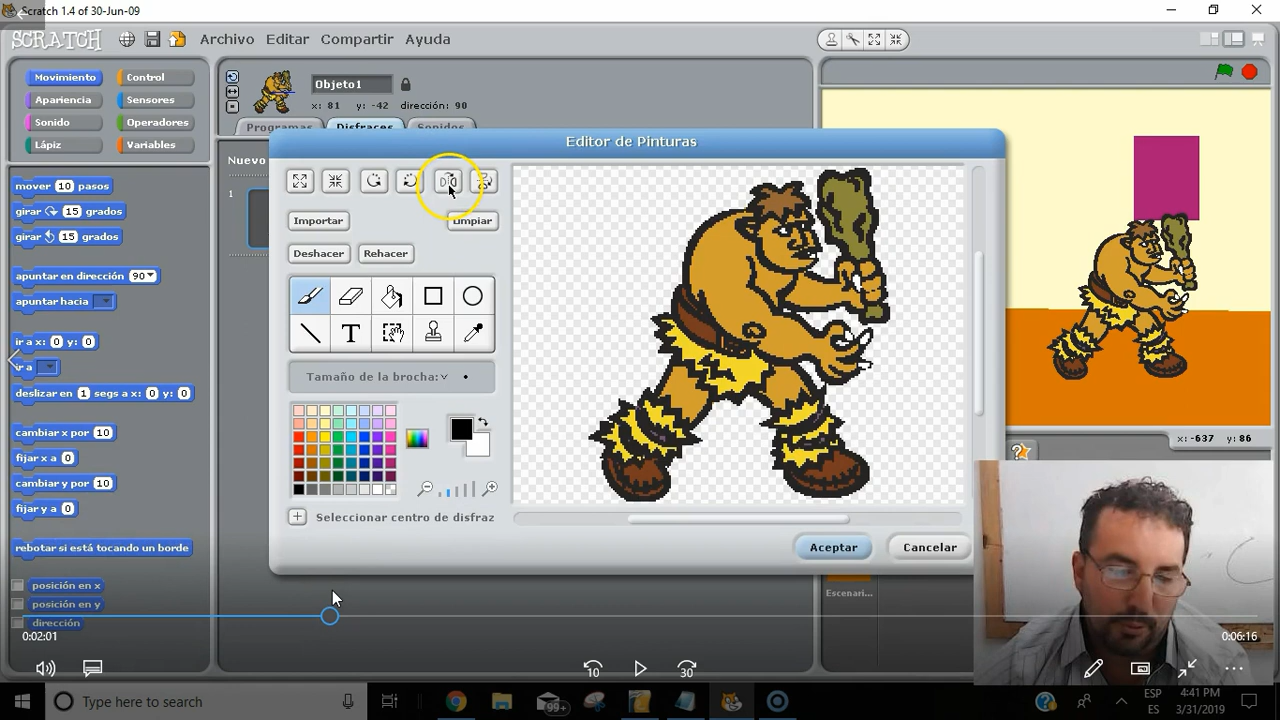 Scratch 1.4 of 30-Jun-09
SCRATCH
Archivo Editar Compartir Ayuda
Movimiento Control
Apariencia Sensores
Sonido Operadores
Lápiz Variables
Objeto1
x: 81 y: -42 dirección: 90
Programas Disfraces Sonidos
Nuevo
1
mover 10 pasos
girar 15 grados
girar 15 grados
apuntar en dirección 90
apuntar hacia
ir a x: 0 y: 0
ir a
deslizar en 1 segs a x: 0 y: 0
cambiar x por 10
fijar x a 0
cambiar y por 10
fijar y a 0
rebotar si está tocando un borde
posición en x
posición en y
dirección
Editor de Pinturas
Importar Limpiar
Deshacer Rehacer
T
Tamaño de la brocha:
Seleccionar centro de disfraz
Aceptar Cancelar
x: -637 y: 86
Escenari...
0:02:01
0:06:16
10 30
Type here to search
99+
ESP
ES
4:41 PM
3/31/2019